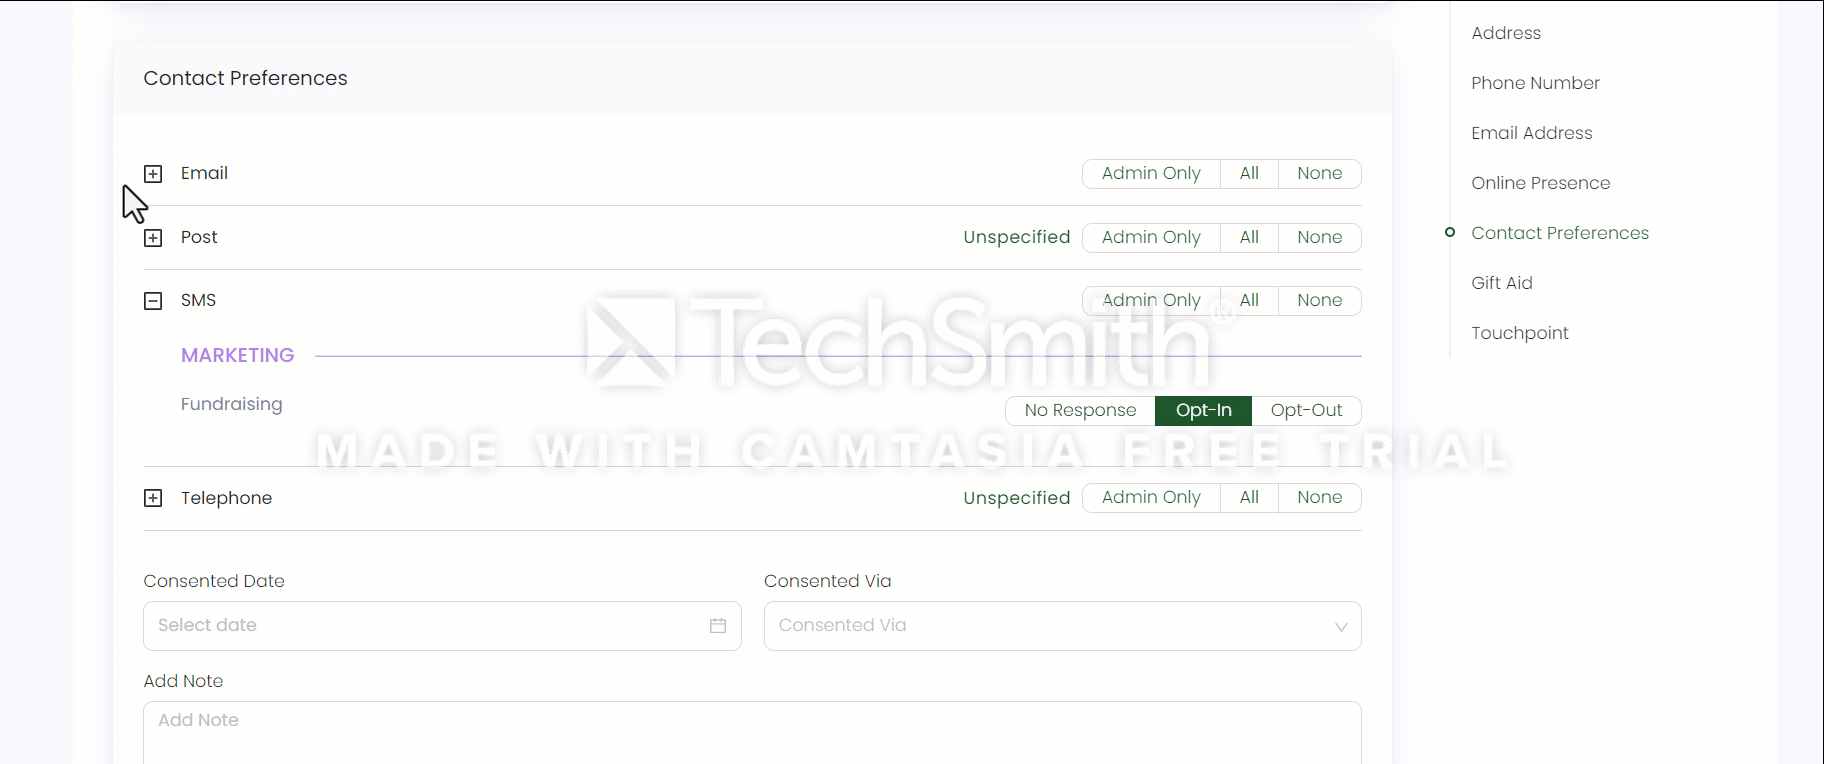 Contact Preferences
Email Admin Only All None
Post Unspecified Admin Only All None
SMS Admin Only All None
MARKETING
Fundraising No Response Opt-In Opt-Out
Telephone Unspecified Admin Only All None
Consented Date Consented Via
Select date Consented Via
Add Note
Add Note
Address
Phone Number
Email Address
Online Presence
Contact Preferences
Gift Aid
Touchpoint
TechSmith®
MADE WITH CAMTASIA FREE TRIAL